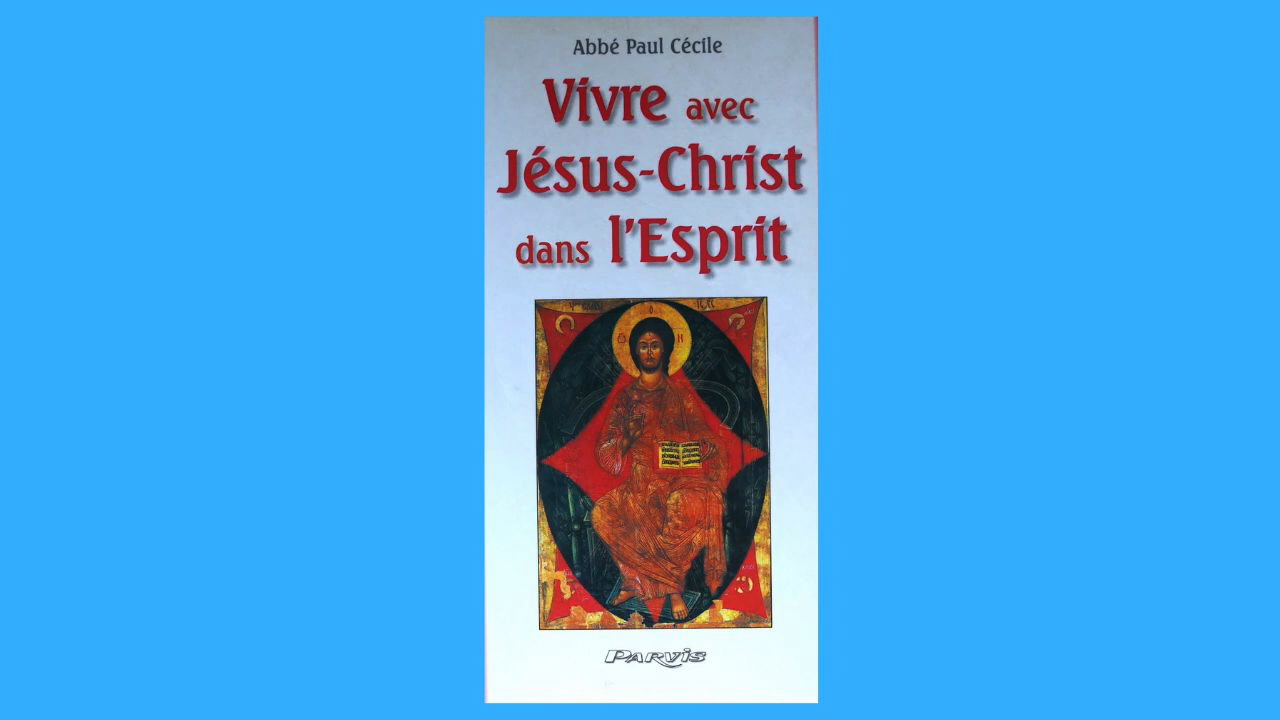 Abbé Paul Cécile
Vivre avec
Jésus-Christ
dans l'Esprit
PARVIS